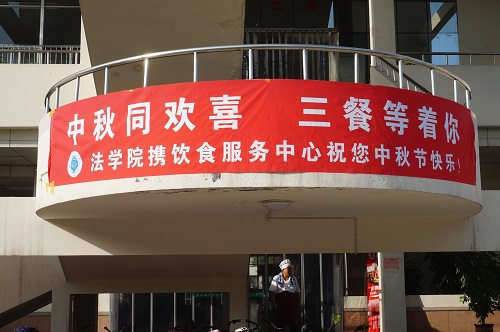 中秋同欢喜 三餐等着你
法学院携饮食服务中心祝您中秋节快乐!